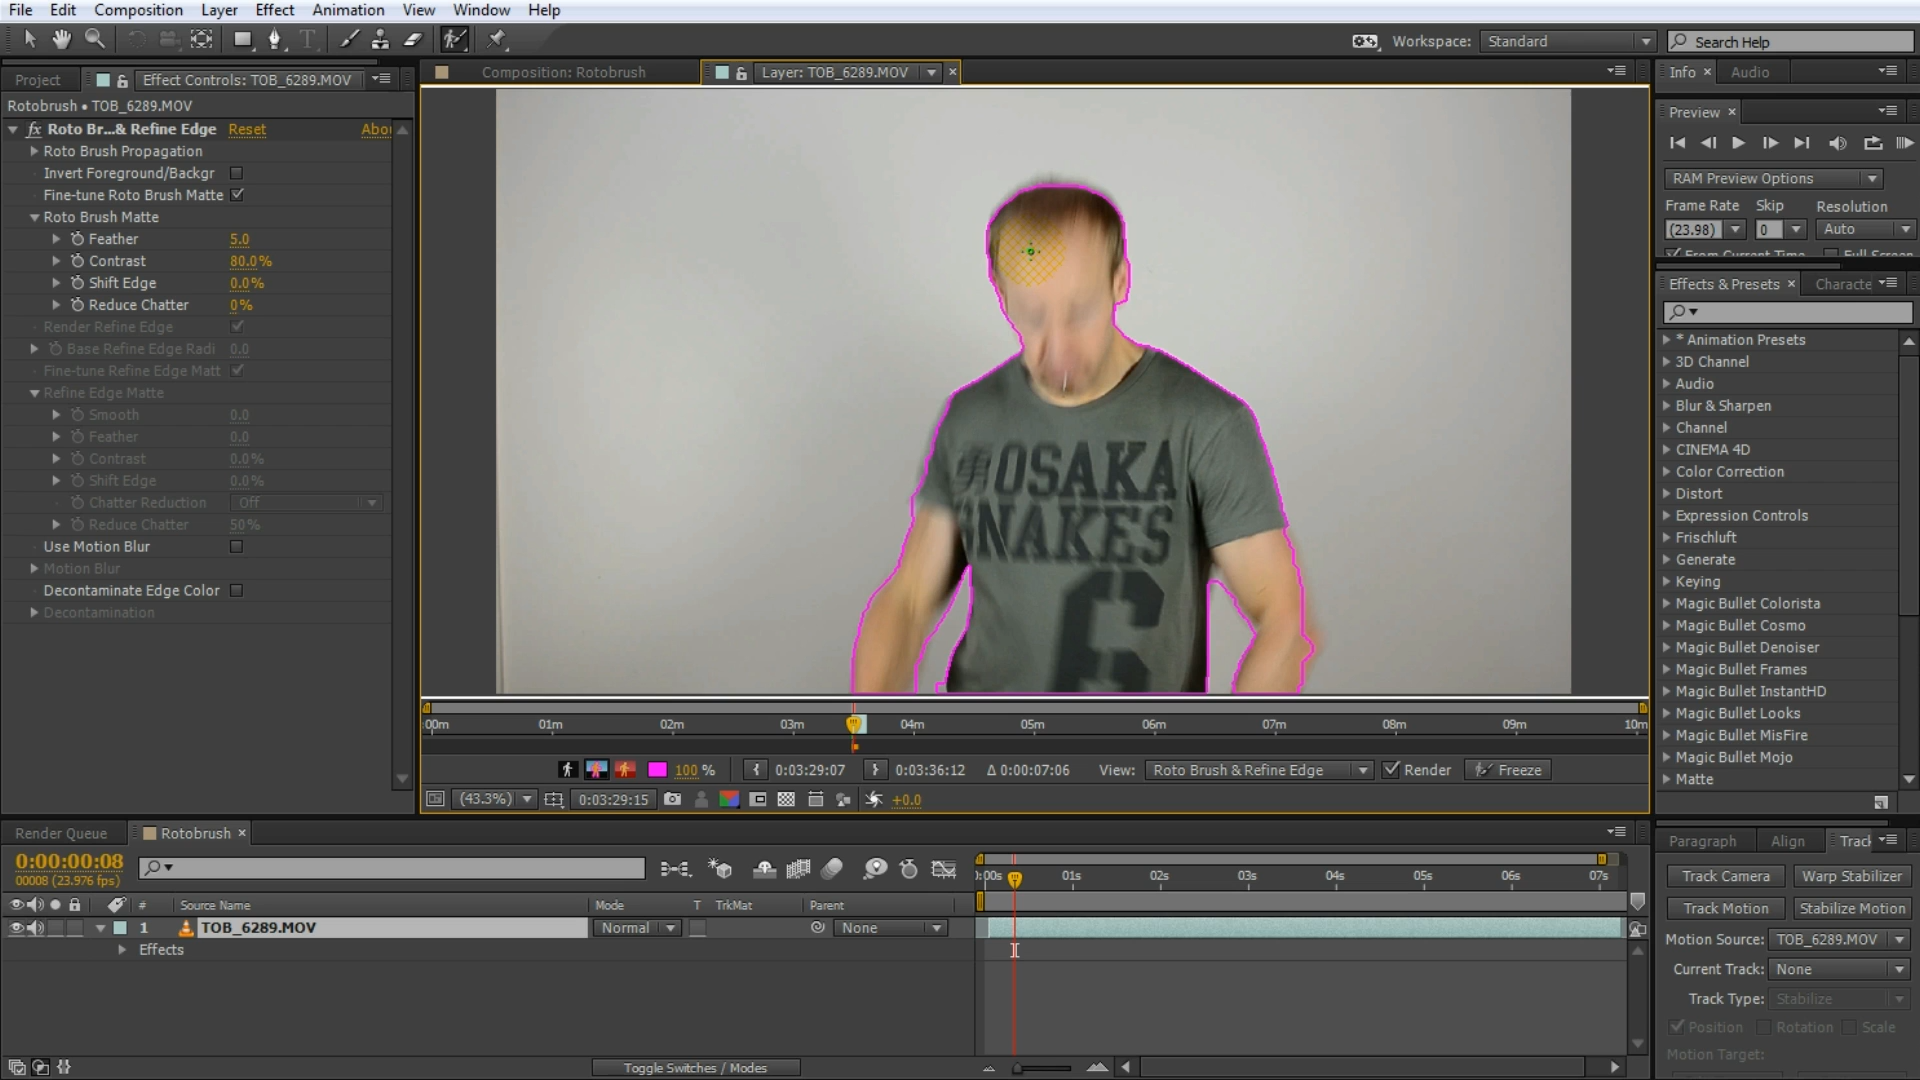 File Edit Composition Layer Effect Animation View Window Help
Workspace: Standard Search Help
Project Effect Controls: TOB_6289.MOV
Rotobrush • TOB_6289.MOV
fx Roto Br...& Refine Edge Reset Abou
Roto Brush Propagation
Invert Foreground/Backgr
Fine-tune Roto Brush Matte
Roto Brush Matte
Feather 5.0
Contrast 80.0%
Shift Edge 0.0%
Reduce Chatter 0%
Render Refine Edge
Base Refine Edge Radi 0.0
Fine-tune Refine Edge Matt
Refine Edge Matte
Smooth 0.0
Feather 0.0
Contrast 0.0%
Shift Edge 0.0%
Chatter Reduction Off
Reduce Chatter 50%
Use Motion Blur
Motion Blur
Decontaminate Edge Color
Decontamination
Composition: Rotobrush Layer: TOB_6289.MOV
OSAKA
SNAKES
6
:00m 01m 02m 03m 04m 05m 06m 07m 08m 09m 10m
100 % 0:03:29:07 0:03:36:12 Δ 0:00:07:06 View: Roto Brush & Refine Edge Render Freeze
(43.3%) 0:03:29:15 +0.0
Info Audio
Preview
RAM Preview Options
Frame Rate Skip Resolution
(23.98) 0 Auto
From Current Time Full Screen
Effects & Presets Characte
* Animation Presets
3D Channel
Audio
Blur & Sharpen
Channel
CINEMA 4D
Color Correction
Distort
Expression Controls
Frischluft
Generate
Keying
Magic Bullet Colorista
Magic Bullet Cosmo
Magic Bullet Denoiser
Magic Bullet Frames
Magic Bullet InstantHD
Magic Bullet Looks
Magic Bullet MisFire
Magic Bullet Mojo
Matte
Render Queue Rotobrush
0:00:00:08
00008 (23.976 fps)
# Source Name Mode T TrkMat Parent
1 TOB_6289.MOV Normal None
Effects
):00s 01s 02s 03s 04s 05s 06s 07s
Toggle Switches / Modes
Paragraph Align Track
Track Camera Warp Stabilizer
Track Motion Stabilize Motion
Motion Source: TOB_6289.MOV
Current Track: None
Track Type: Stabilize
Position Rotation Scale
Motion Target: